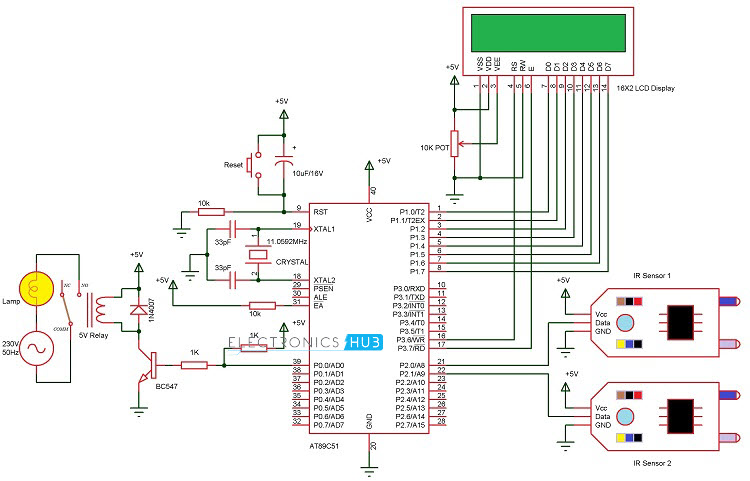 VSS VDD VEE RS RW E D0 D1 D2 D3 D4 D5 D6 D7
1 2 3 4 5 6 7 8 9 10 11 12 13 14
16X2 LCD Display
+5V
10K POT
+5V
Reset
+
10uF/16V
+5V
40
VCC
10k
9 RST
19 XTAL1
33pF
1
11.0592MHz
CRYSTAL
33pF
2
18 XTAL2
29 PSEN
30 ALE
31 EA
+5V
10k
P1.0/T2 1
P1.1/T2EX 2
P1.2 3
P1.3 4
P1.4 5
P1.5 6
P1.6 7
P1.7 8
P3.0/RXD 10
P3.1/TXD 11
P3.2/INT0 12
P3.3/INT1 13
P3.4/T0 14
P3.5/T1 15
P3.6/WR 16
P3.7/RD 17
Lamp
230V
50Hz
NC NO
COMM
5V Relay
+5V
1N4007
BC547
1K
+5V
1K
ELECTRONICS HUB
39 P0.0/AD0
38 P0.1/AD1
37 P0.2/AD2
36 P0.3/AD3
35 P0.4/AD4
34 P0.5/AD5
33 P0.6/AD6
32 P0.7/AD7
P2.0/A8 21
P2.1/A9 22
P2.2/A10 23
P2.3/A11 24
P2.4/A12 25
P2.5/A13 26
P2.6/A14 27
P2.7/A15 28
GND
20
AT89C51
IR Sensor 1
+5V
Vcc
Data
GND
+5V
Vcc
Data
GND
IR Sensor 2